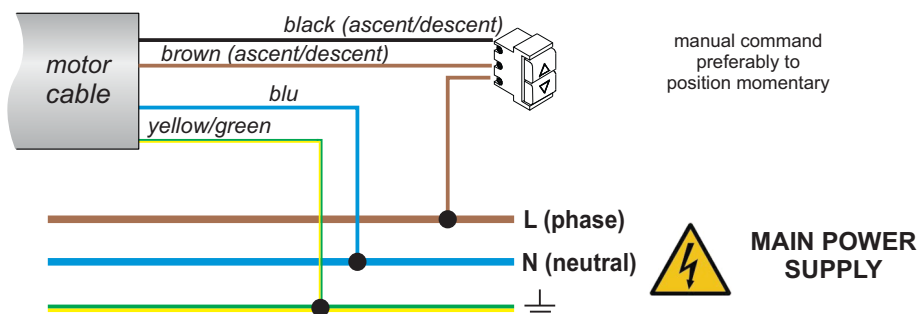 black (ascent/descent)
brown (ascent/descent)
motor
cable
blu
yellow/green
manual command
preferably to
position momentary
L (phase)
N (neutral)
MAIN POWER
SUPPLY